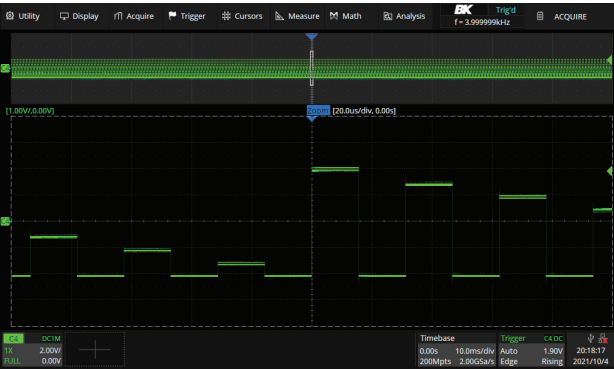 Utility Display Acquire Trigger Cursors Measure Math Analysis BK Trig'd ACQUIRE
f = 3.999999kHz
C4
[1.00V/,0.00V] Zoom [20.0us/div, 0.00s]
C4
C4 DC1M Timebase Trigger C4 DC
1X 2.00V/ 0.00s 10.0ms/div Auto 1.90V 20:18:17
FULL 0.00V 200Mpts 2.00GSa/s Edge Rising 2021/10/4